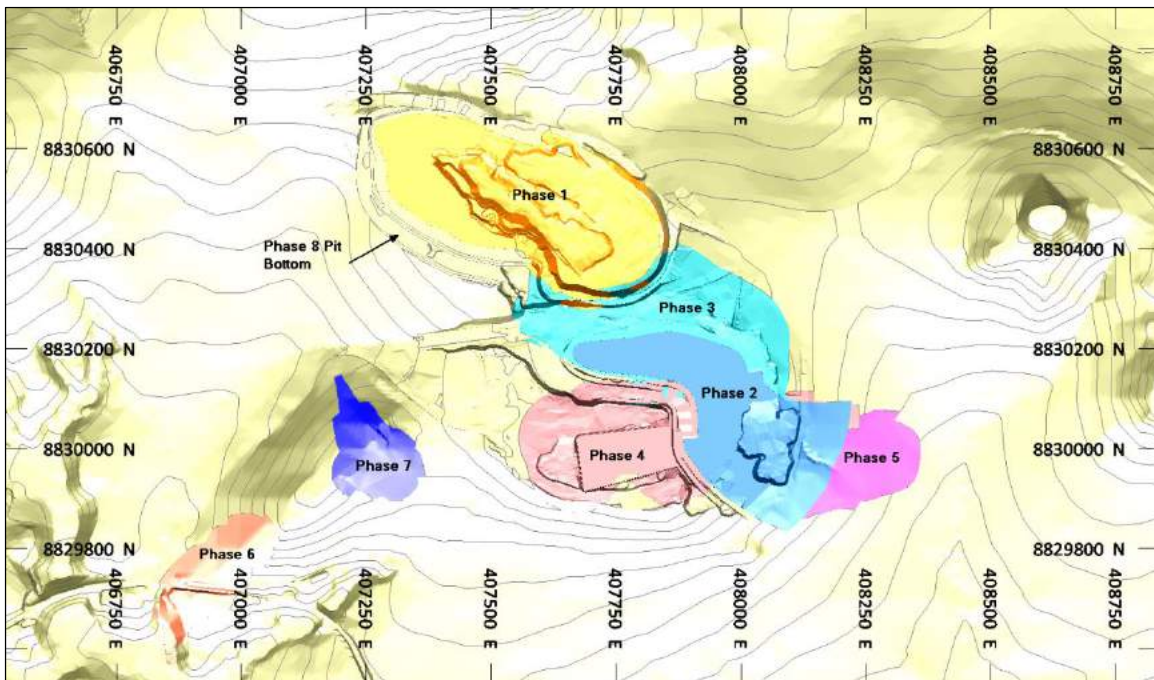 406750 E
407000 E
407250 E
407500 E
407750 E
408000 E
408250 E
408500 E
408750 E
8830600 N
8830600 N
Phase 1
Phase 8 Pit
Bottom
8830400 N
8830400 N
Phase 3
8830200 N
8830200 N
Phase 2
8830000 N
Phase 7
Phase 4
Phase 5
8830000 N
8829800 N
Phase 6
8829800 N
406750 E
407000 E
407250 E
407500 E
407750 E
408000 E
408250 E
408500 E
408750 E